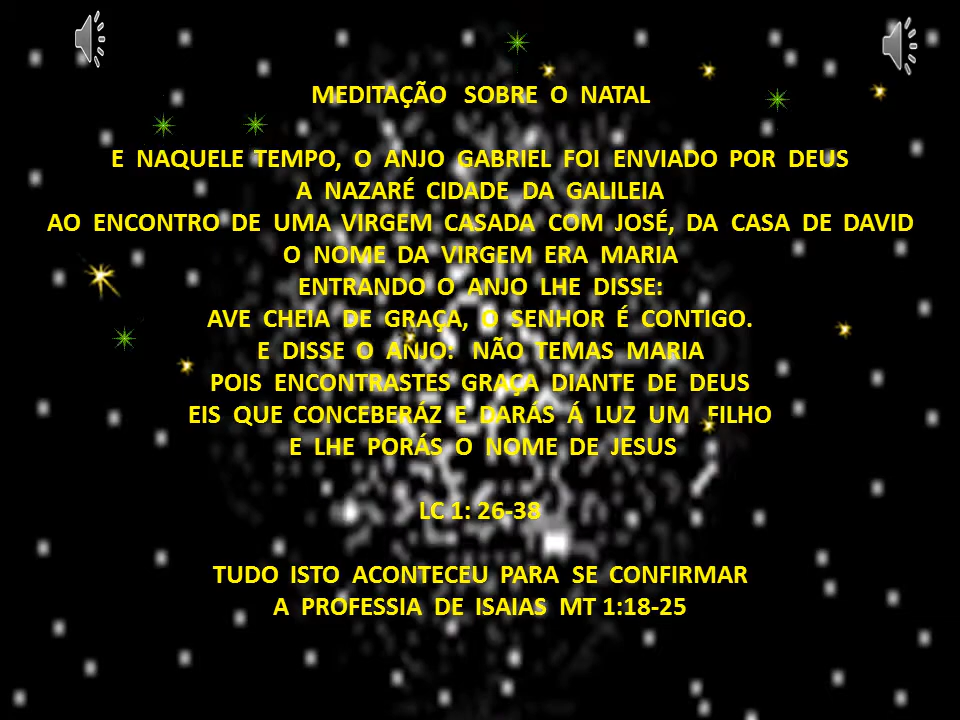 MEDITAÇÃO SOBRE O NATAL
E NAQUELE TEMPO, O ANJO GABRIEL FOI ENVIADO POR DEUS
A NAZARÉ CIDADE DA GALILEIA
AO ENCONTRO DE UMA VIRGEM CASADA COM JOSÉ, DA CASA DE DAVID
O NOME DA VIRGEM ERA MARIA
ENTRANDO O ANJO LHE DISSE:
AVE CHEIA DE GRAÇA, O SENHOR É CONTIGO.
E DISSE O ANJO: NÃO TEMAS MARIA
POIS ENCONTRASTES GRAÇA DIANTE DE DEUS
EIS QUE CONCEBERÁZ E DARÁS Á LUZ UM FILHO
E LHE PORÁS O NOME DE JESUS
LC 1: 26-38
TUDO ISTO ACONTECEU PARA SE CONFIRMAR
A PROFESSIA DE ISAIAS MT 1:18-25